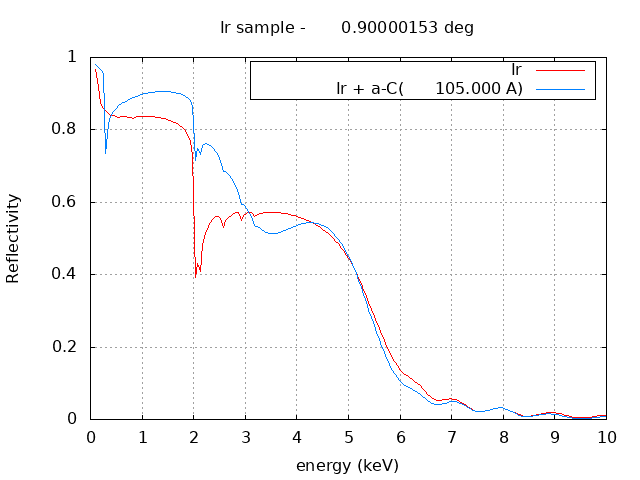 Ir sample - 0.90000153 deg
Ir
Ir + a-C( 105.000 A)
Reflectivity
1
0.8
0.6
0.4
0.2
0
0 1 2 3 4 5 6 7 8 9 10
energy (keV)